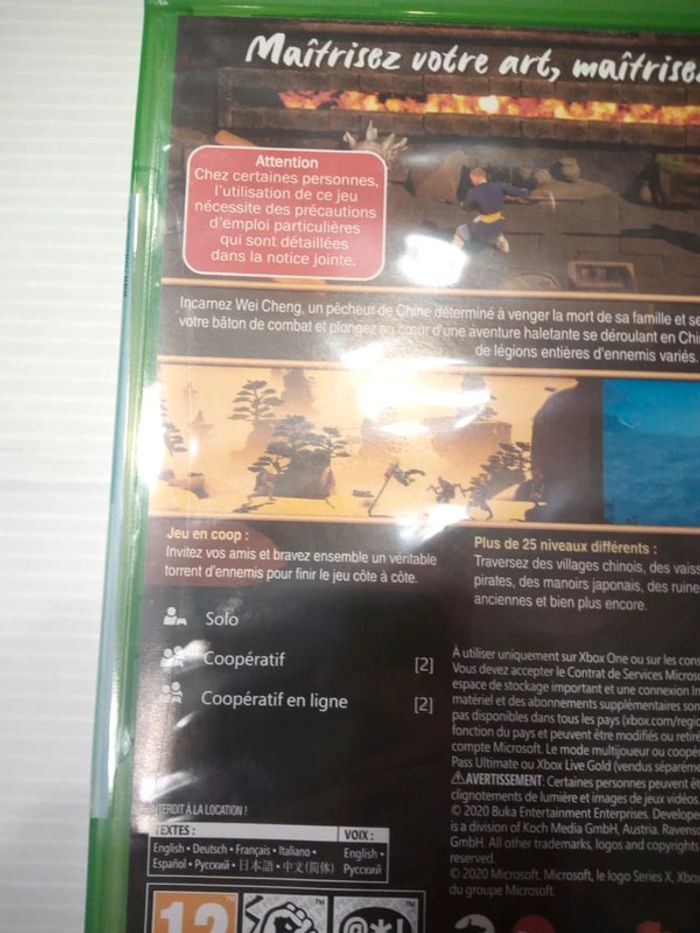 Maîtrisez votre art, maîtrisez
Attention
Chez certaines personnes,
l'utilisation de ce jeu
nécessite des précautions
d'emploi particulières
qui sont détaillées
dans la notice jointe.
Incarnez Wei Cheng, un pêcheur de Chine déterminé à venger la mort de sa famille et se
votre bâton de combat et plongez au cœur d'une aventure haletante se déroulant en Chi
de légions entières d'ennemis variés.
Jeu en coop :
Invitez vos amis et bravez ensemble un véritable
torrent d'ennemis pour finir le jeu côte à côte.
Plus de 25 niveaux différents :
Traversez des villages chinois, des vaiss
pirates, des manoirs japonais, des ruine
anciennes et bien plus encore.
Solo
Coopératif [2]
Coopératif en ligne [2]
À utiliser uniquement sur Xbox One ou sur les cons
Vous devez accepter le Contrat de Services Microso
espace de stockage important et une connexion
matériel et des abonnements supplémentaires son
pas disponibles dans tous les pays (xbox.com/regio
fonction du pays et peuvent être modifiés ou retiré
compte Microsoft. Le mode multijoueur ou coopér
Pass Ultimate ou Xbox Live Gold (vendus séparéme
⚠AVERTISSEMENT: Certaines personnes peuvent êt
clignotements de lumière et images de jeux vidéo
© 2020 Buka Entertainment Enterprises. Develope
is a division of Koch Media GmbH, Austria. Raven
GmbH. All other trademarks, logos and copyrights
reserved.
© 2020 Microsoft. Microsoft, le logo Series X, Xbo
du groupe Microsoft.
INTERDIT À LA LOCATION !
TEXTES :
English • Deutsch • Français • Italiano •
Español • Русский • 日本語 • 中文(简体)
VOIX :
English •
Русский
12